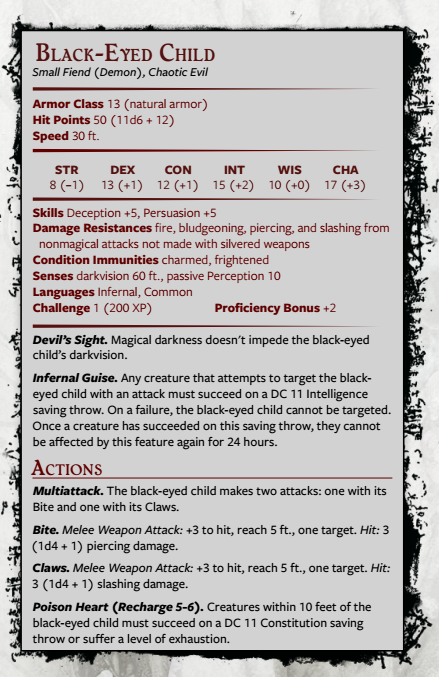 Black-Eyed Child
Small Fiend (Demon), Chaotic Evil
Armor Class 13 (natural armor)
Hit Points 50 (11d6 + 12)
Speed 30 ft.
STR DEX CON INT WIS CHA
8 (–1) 13 (+1) 12 (+1) 15 (+2) 10 (+0) 17 (+3)
Skills Deception +5, Persuasion +5
Damage Resistances fire, bludgeoning, piercing, and slashing from
nonmagical attacks not made with silvered weapons
Condition Immunities charmed, frightened
Senses darkvision 60 ft., passive Perception 10
Languages Infernal, Common
Challenge 1 (200 XP) Proficiency Bonus +2
Devil's Sight. Magical darkness doesn't impede the black-eyed
child's darkvision.
Infernal Guise. Any creature that attempts to target the black-
eyed child with an attack must succeed on a DC 11 Intelligence
saving throw. On a failure, the black-eyed child cannot be targeted.
Once a creature has succeeded on this saving throw, they cannot
be affected by this feature again for 24 hours.
Actions
Multiattack. The black-eyed child makes two attacks: one with its
Bite and one with its Claws.
Bite. Melee Weapon Attack: +3 to hit, reach 5 ft., one target. Hit: 3
(1d4 + 1) piercing damage.
Claws. Melee Weapon Attack: +3 to hit, reach 5 ft., one target. Hit:
3 (1d4 + 1) slashing damage.
Poison Heart (Recharge 5-6). Creatures within 10 feet of the
black-eyed child must succeed on a DC 11 Constitution saving
throw or suffer a level of exhaustion.